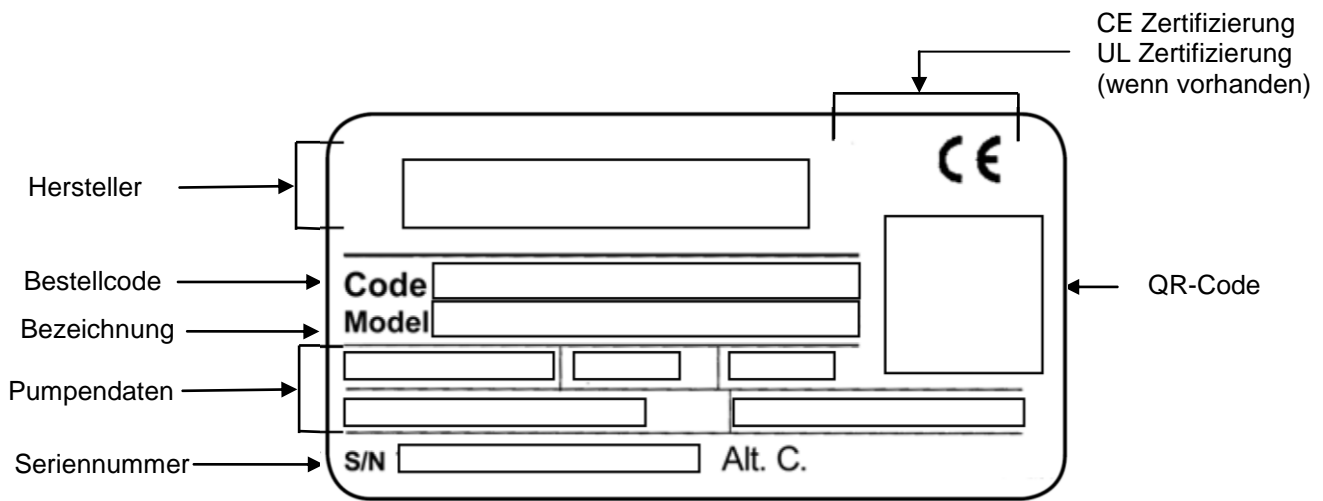 CE Zertifizierung
UL Zertifizierung
(wenn vorhanden)
CE
Hersteller
Bestellcode
Code
QR-Code
Bezeichnung
Model
Pumpendaten
Seriennummer
S/N
Alt. C.